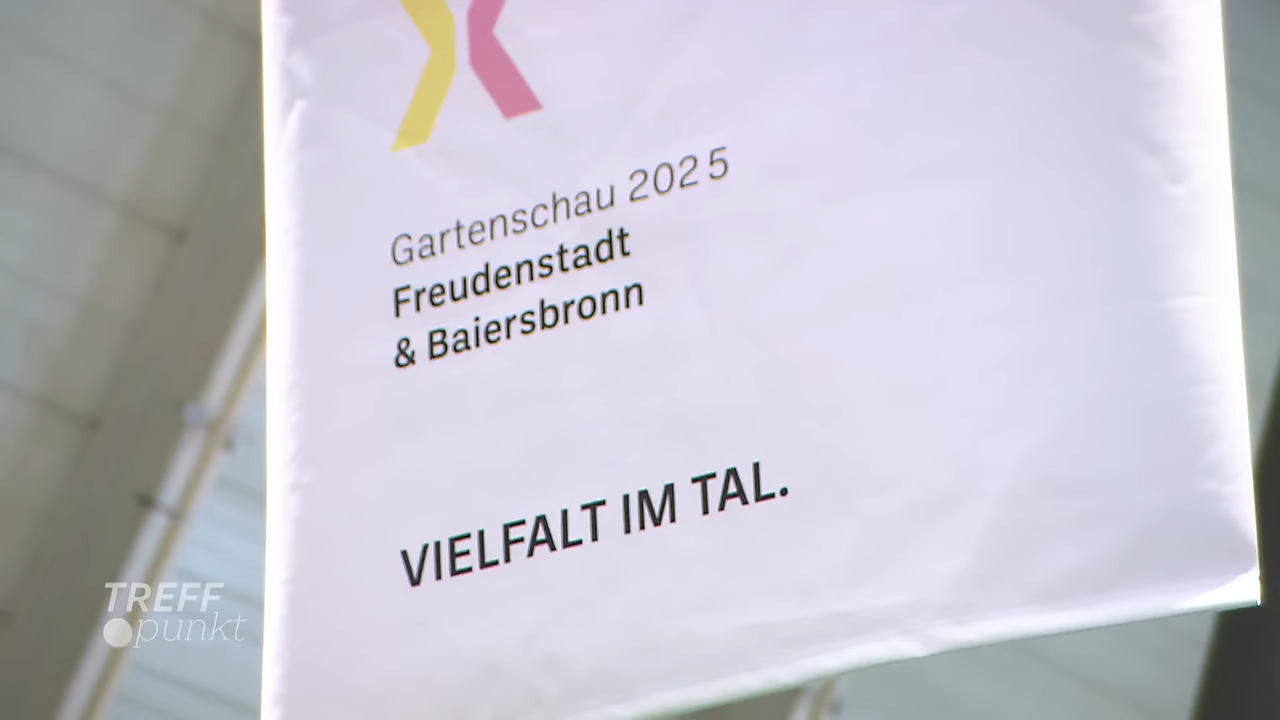 Gartenschau 2025
Freudenstadt
& Baiersbronn
VIELFALT IM TAL.
TREFF
punkt